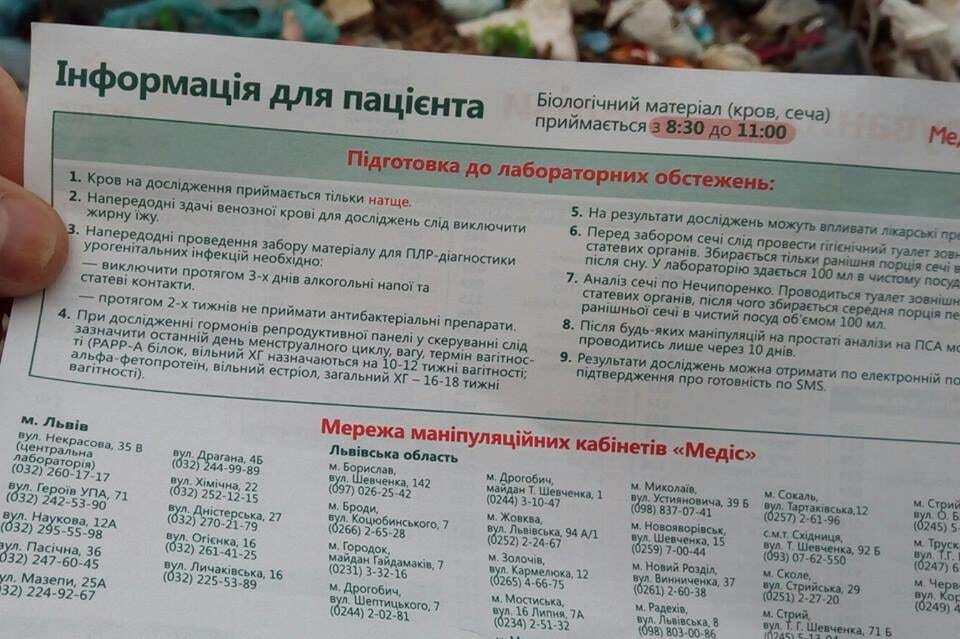 Інформація для пацієнта
Біологічний матеріал (кров, сеча)
приймається з 8:30 до 11:00
Підготовка до лабораторних обстежень:
1. Кров на дослідження приймається тільки натще.
2. Напередодні здачі венозної крові для досліджень слід виключити
жирну їжу.
3. Напередодні проведення забору матеріалу для ПЛР-діагностики
урогенітальних інфекцій необхідно:
— виключити протягом 3-х днів алкогольні напої та
статеві контакти.
— протягом 2-х тижнів не приймати антибактеріальні препарати.
4. При дослідженні гормонів репродуктивної панелі у скеруванні слід
зазначити останній день менструального циклу, вагу, термін вагітнос-
ті (РАРР-А білок, вільний ХГ назначаються на 10-12 тижні вагітності;
альфа-фетопротеін, вільний естріол, загальний ХГ – 16-18 тижні
вагітності).
5. На результати досліджень можуть впливати лікарські
6. Перед забором сечі слід провести гігієнічний туалет
статевих органів. Збирається тільки ранішня порція сечі
після сну. У лабораторію здається 100 мл в чистому
7. Аналіз сечі по Нечипоренко. Проводиться туалет
статевих органів, після чого збирається середня порція
ранішньої сечі в чистий посуд об'ємом 100 мл.
8. Після будь-яких маніпуляцій на простаті аналізи на ПСА
проводитись лише через 10 днів.
9. Результати досліджень можна отримати по електронній
підтвердження про готовність по SMS.
Мережа маніпуляційних кабінетів «Медіс»
м. Львів
вул. Некрасова, 35 В
(центральна
лабораторія)
(032) 260-17-17
вул. Героїв УПА, 71
(032) 242-53-90
вул. Наукова, 12А
(032) 295-55-98
вул. Пасічна, 36
(032) 247-60-45
вул. Мазепи, 25А
(032) 224-92-67
вул. Драгана, 4Б
(032) 244-99-89
вул. Хімічна, 22
(032) 252-12-15
вул. Дністерська, 27
(032) 270-21-79
вул. Огієнка, 16
(032) 261-41-25
вул. Личаківська, 16
(032) 225-53-89
Львівська область
м. Борислав,
вул. Шевченка, 142
(097) 026-25-42
м. Броди,
вул. Коцюбинського, 7
(0266) 2-65-28
м. Городок,
майдан Гайдамаків, 7
(0231) 3-32-16
м. Дрогобич,
вул. Шептицького, 7
(0244) 2-02-81
м. Дрогобич,
майдан Т. Шевченка, 1
(0244) 3-10-47
м. Жовква,
вул. Львівська, 94 А/1
(0252) 2-24-67
м. Золочів,
вул. Кармелюка, 12
(0265) 4-66-75
м. Мостиська,
вул. 16 Липня, 7А
(0234) 2-51-32
м. Миколаїв,
вул. Устияновича, 39 Б
(098) 837-07-41
м. Новояворівськ,
вул. Шевченка, 15
(0259) 7-00-44
м. Новий Розділ,
вул. Винниченка, 37
(0261) 2-60-38
м. Радехів,
вул. Львівська, 8
(098) 803-00-86
м. Сокаль,
вул. Тартаківська,12
(0257) 2-61-96
с.м.т. Східниця,
вул. Т. Шевченка, 92 Б
(093) 07-62-550
м. Сколе,
вул. Стрийська, 29
(0251) 2-27-20
м. Стрий,
вул. Т. Г. Шевченка, 71 Б
м. Стрий
(0245)
(0247)
(0249)